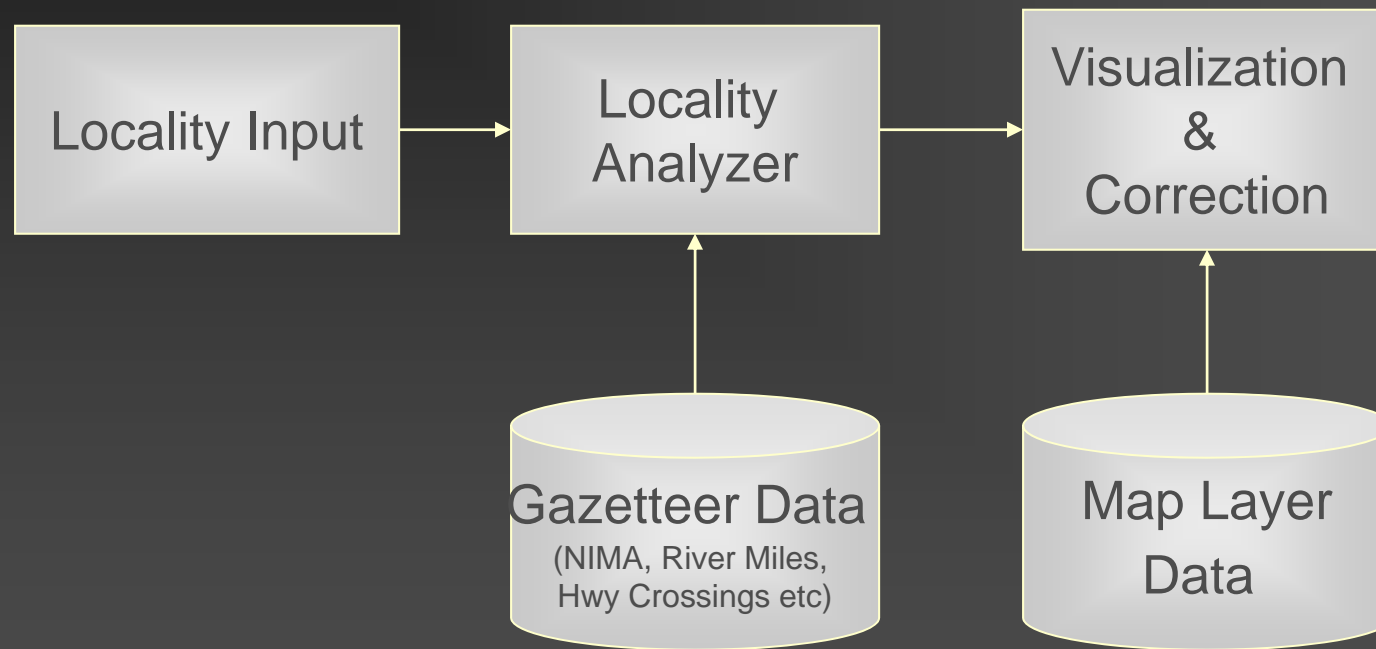 Locality Input
Locality
Analyzer
Visualization
&
Correction
Gazetteer Data
(NIMA, River Miles,
Hwy Crossings etc)
Map Layer
Data